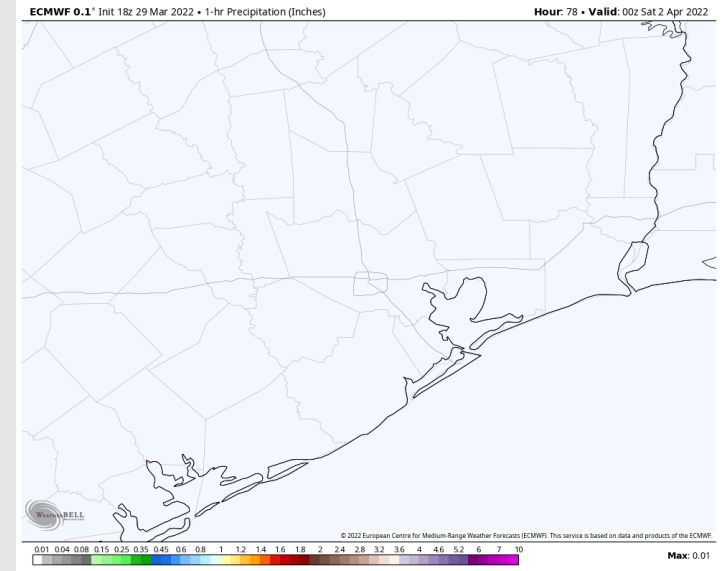 ECMWF 0.1° Init 18z 29 Mar 2022 • 1-hr Precipitation (Inches)
Hour: 78 • Valid: 00z Sat 2 Apr 2022
WEATHERBELL
© 2022 European Centre for Medium-Range Weather Forecasts (ECMWF). This service is based on data and products of the ECMWF.
0.01 0.04 0.08 0.15 0.25 0.35 0.45 0.6 0.8 1 1.2 1.4 1.6 1.8 2 2.4 2.8 3.2 3.6 4 4.6 5.2 6 7 10
Max: 0.01